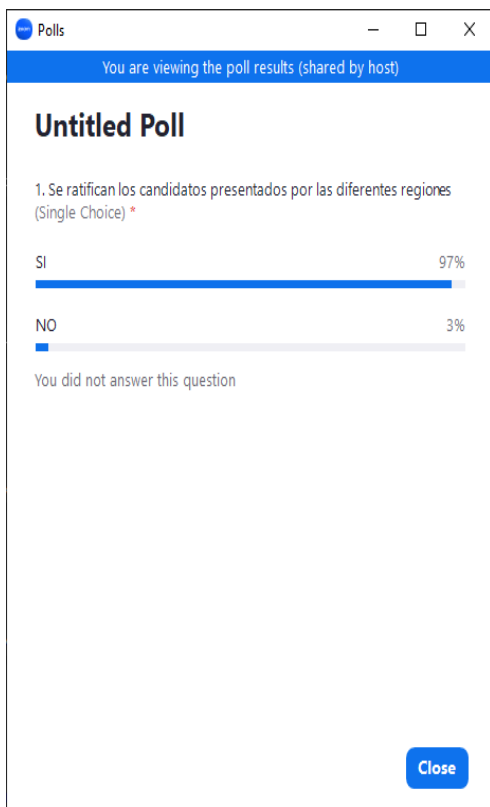 Polls
You are viewing the poll results (shared by host)
Untitled Poll
1. Se ratifican los candidatos presentados por las diferentes regiones
(Single Choice) *
SI 97%
NO 3%
You did not answer this question
Close